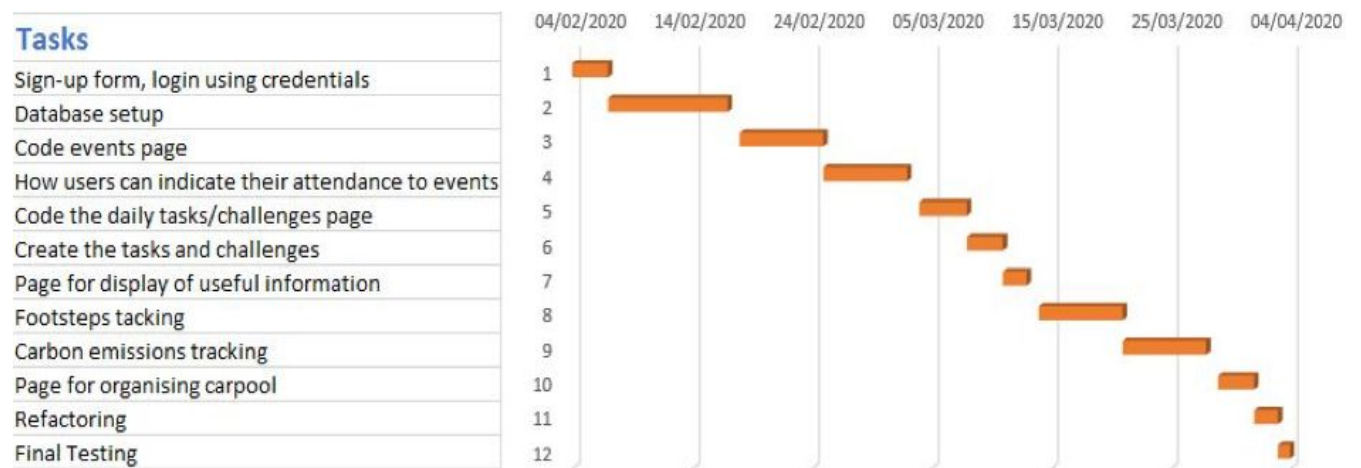 04/02/2020 14/02/2020 24/02/2020 05/03/2020 15/03/2020 25/03/2020 04/04/2020
Tasks
Sign-up form, login using credentials 1
Database setup 2
Code events page 3
How users can indicate their attendance to events 4
Code the daily tasks/challenges page 5
Create the tasks and challenges 6
Page for display of useful information 7
Footsteps tacking 8
Carbon emissions tracking 9
Page for organising carpool 10
Refactoring 11
Final Testing 12